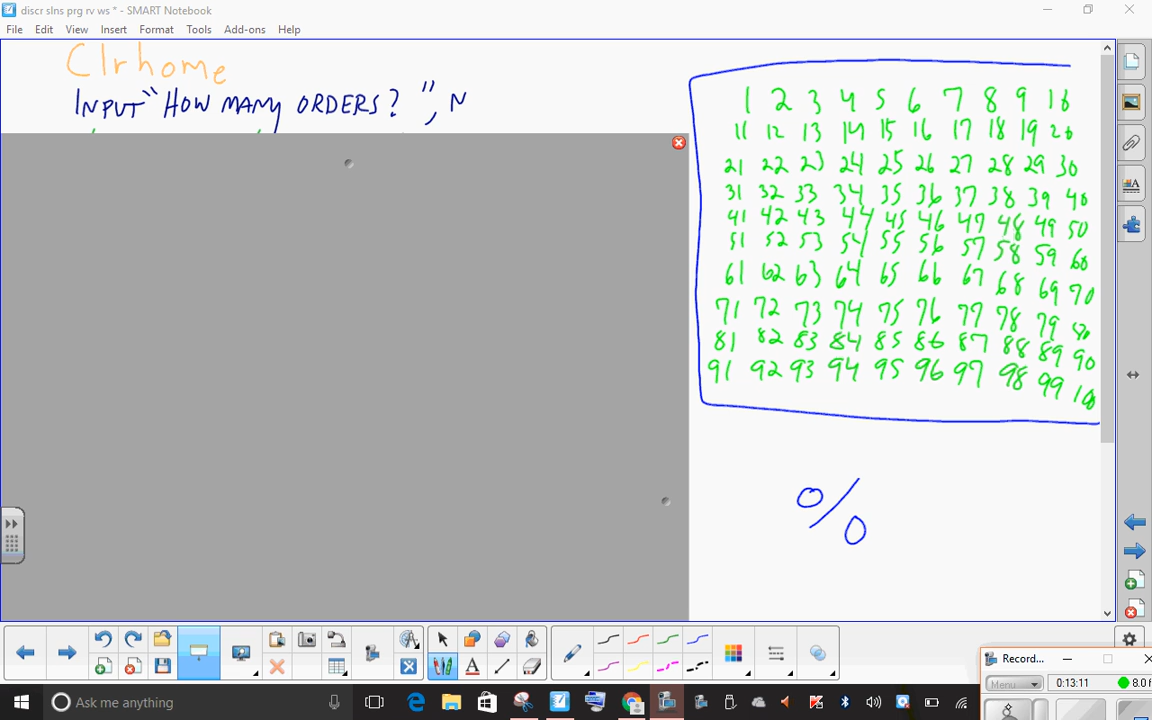 discr slns prg rv ws * - SMART Notebook
File Edit View Insert Format Tools Add-ons Help
Clrhome
INPUT "HOW MANY ORDERS? ", N
1 2 3 4 5 6 7 8 9 10
11 12 13 14 15 16 17 18 19 20
21 22 23 24 25 26 27 28 29 30
31 32 33 34 35 36 37 38 39 40
41 42 43 44 45 46 47 48 49 50
51 52 53 54 55 56 57 58 59 60
61 62 63 64 65 66 67 68 69 70
71 72 73 74 75 76 77 78 79 80
81 82 83 84 85 86 87 88 89 90
91 92 93 94 95 96 97 98 99 100
%
Record...
Menu
0:13:11
8.0 f
Ask me anything